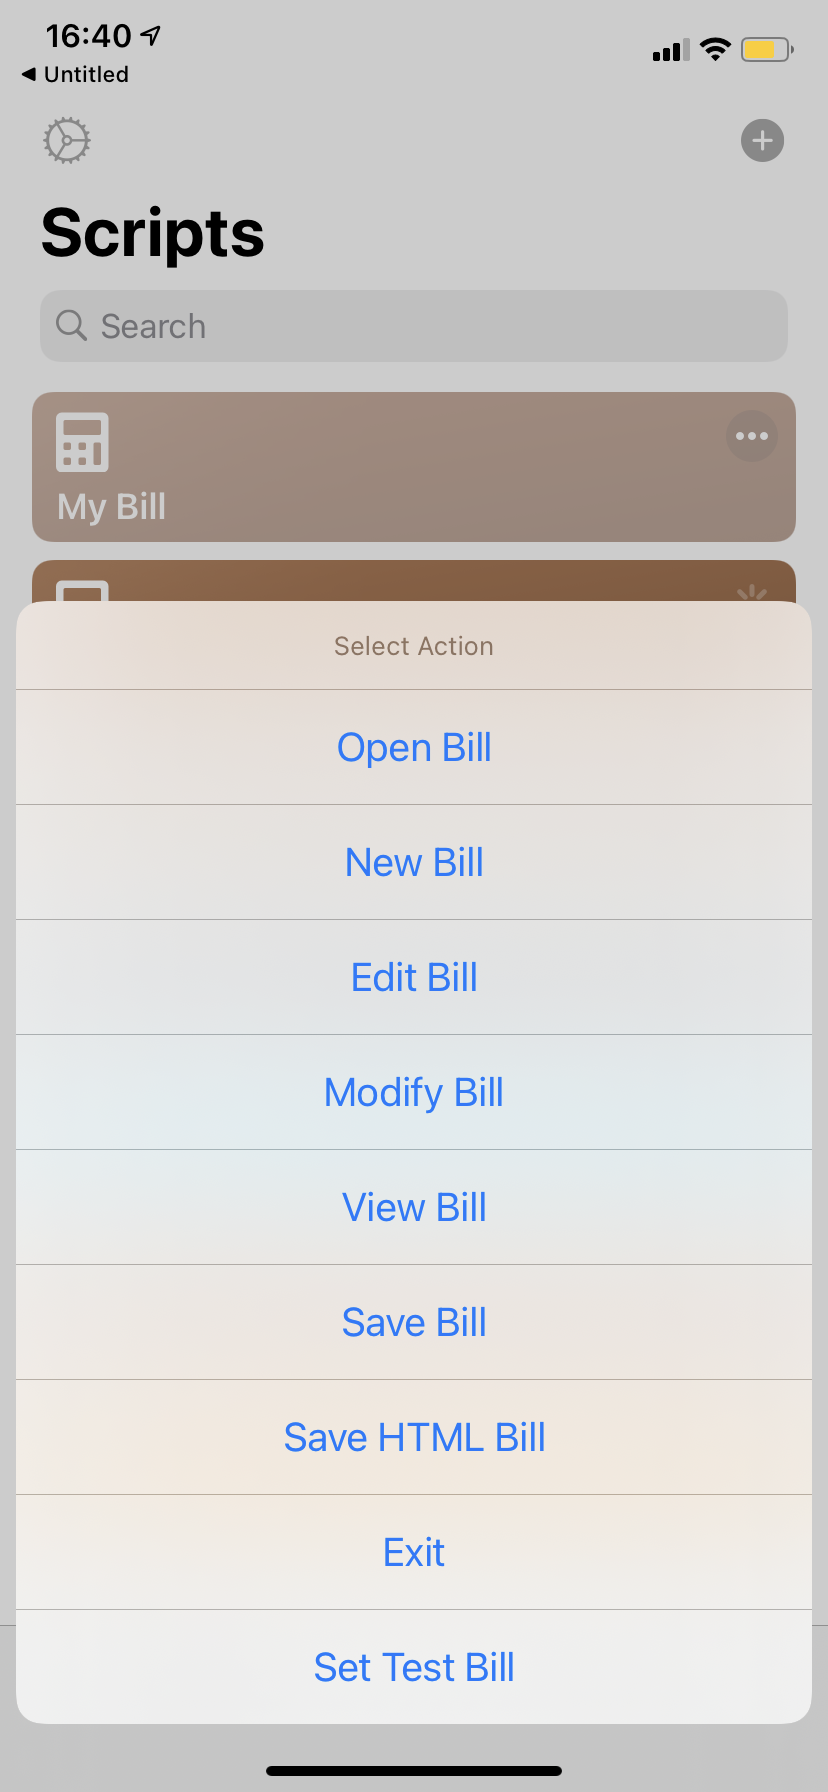 16:40
Untitled
Scripts
Search
My Bill
Select Action
Open Bill
New Bill
Edit Bill
Modify Bill
View Bill
Save Bill
Save HTML Bill
Exit
Set Test Bill